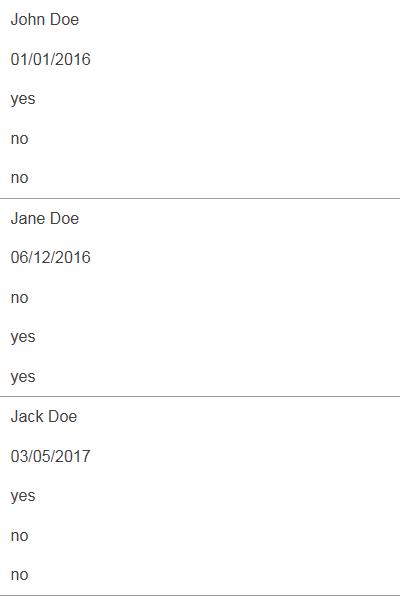 John Doe
01/01/2016
yes
no
no
Jane Doe
06/12/2016
no
yes
yes
Jack Doe
03/05/2017
yes
no
no